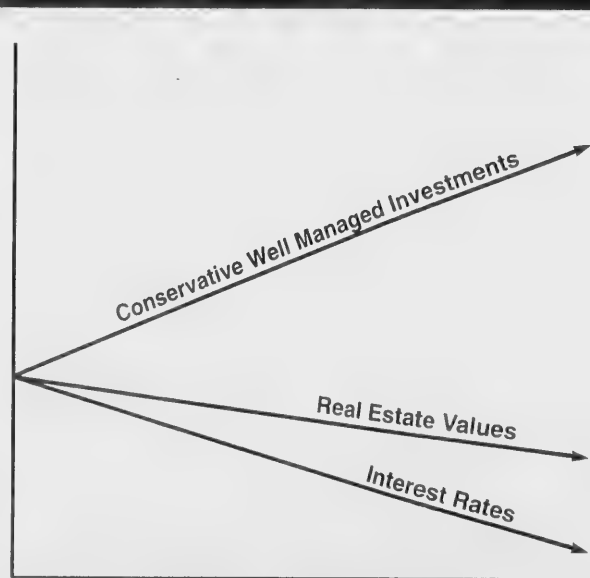 Conservative Well Managed Investments
Real Estate Values
Interest Rates